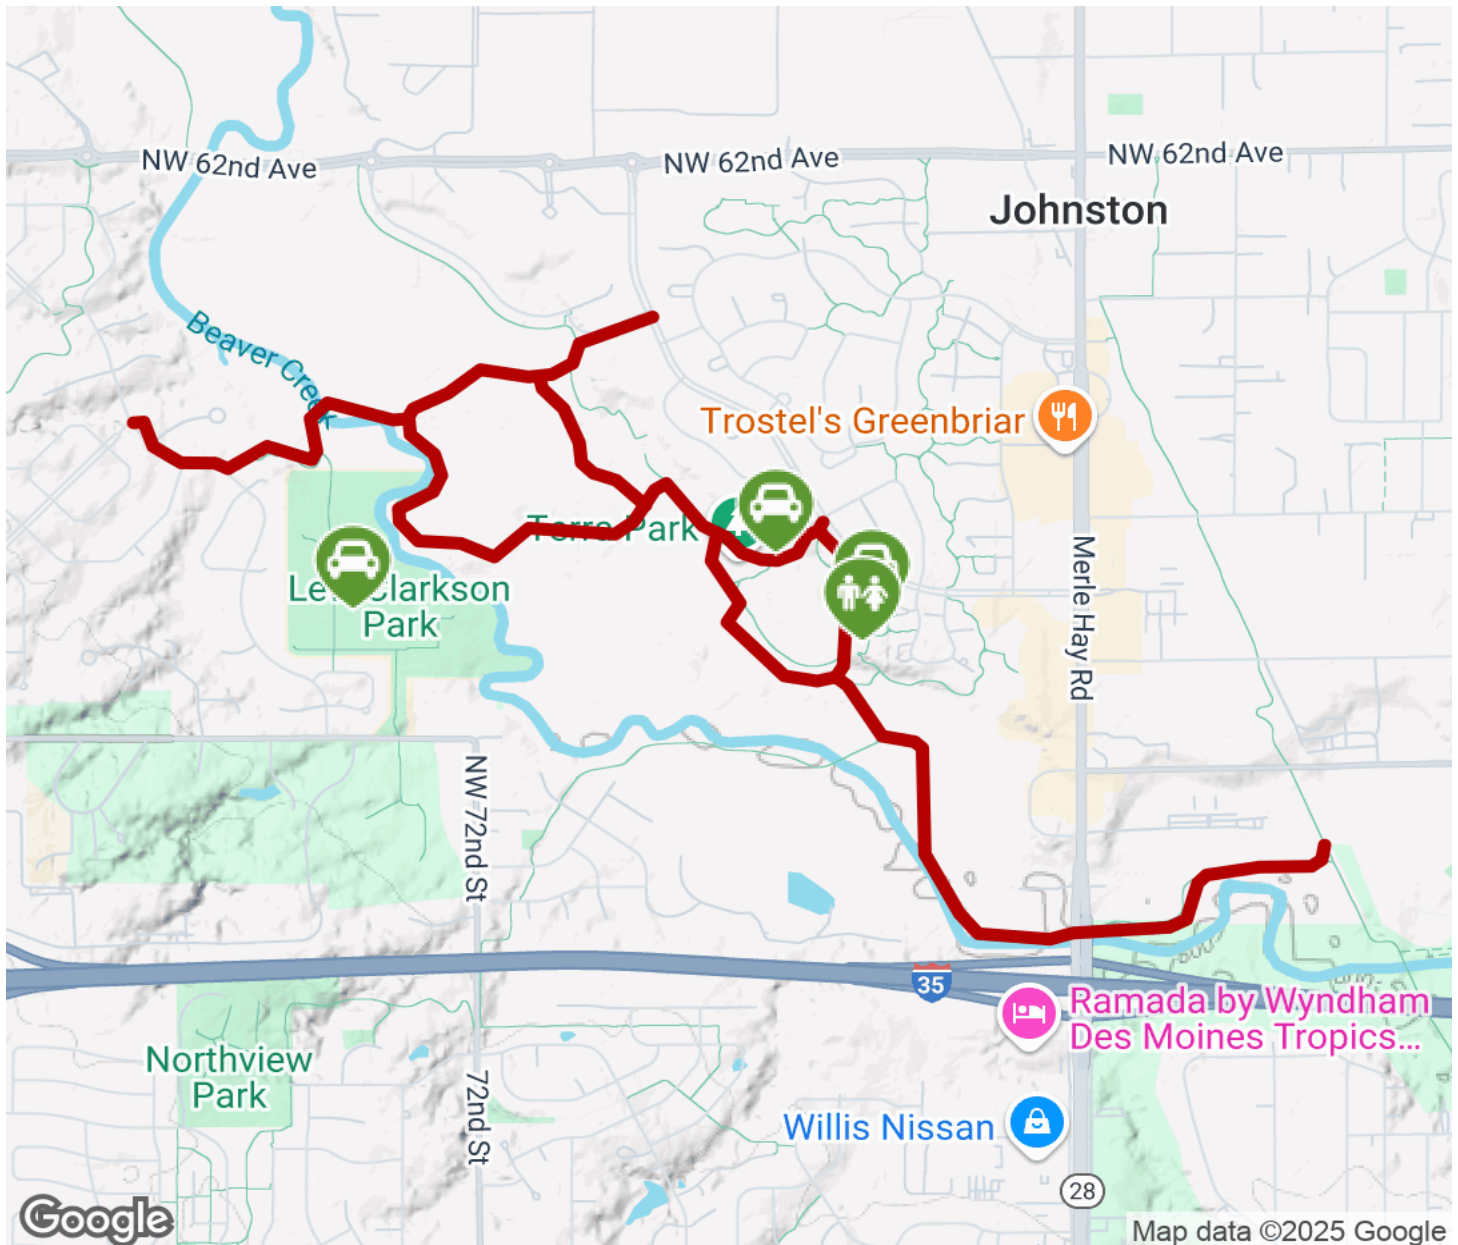 NW 62nd Ave
NW 62nd Ave
NW 62nd Ave
Johnston
Beaver Creek
Trostel's Greenbriar
Terra Park
Clarkson
Park
Merle Hay Rd
NW 72nd St
35
Ramada by Wyndham
Des Moines Tropics...
Northview
Park
72nd St
Willis Nissan
28
Google
Map data ©2025 Google